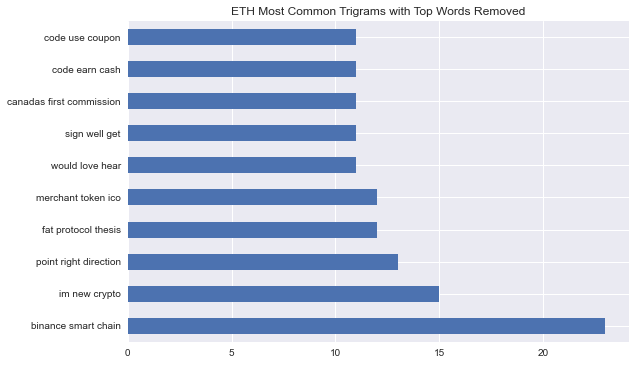 ETH Most Common Trigrams with Top Words Removed
code use coupon
code earn cash
canadas first commission
sign well get
would love hear
merchant token ico
fat protocol thesis
point right direction
im new crypto
binance smart chain
0 5 10 15 20